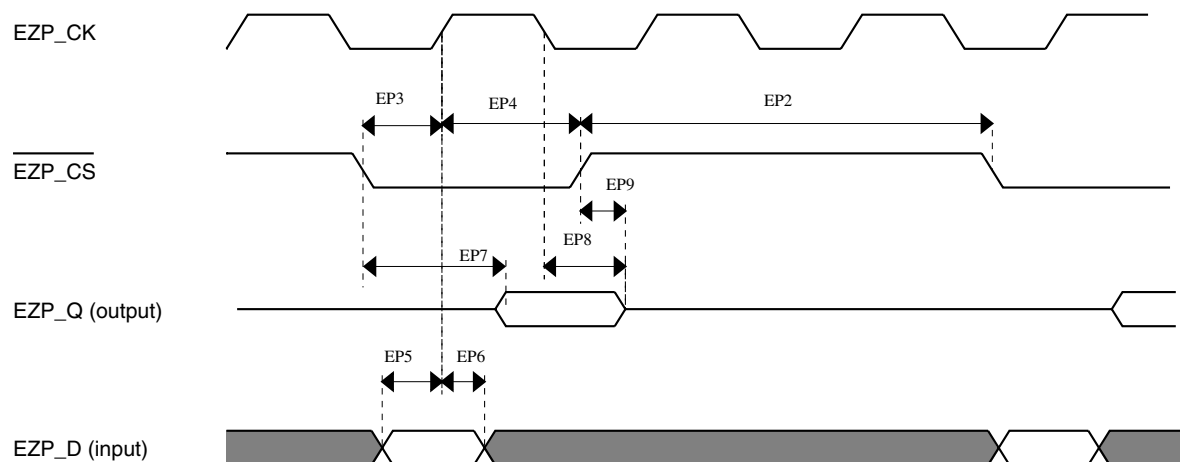 EZP_CK
EP3
EP4
EP2
EZP_CS
EP9
EP8
EP7
EZP_Q (output)
EP5
EP6
EZP_D (input)